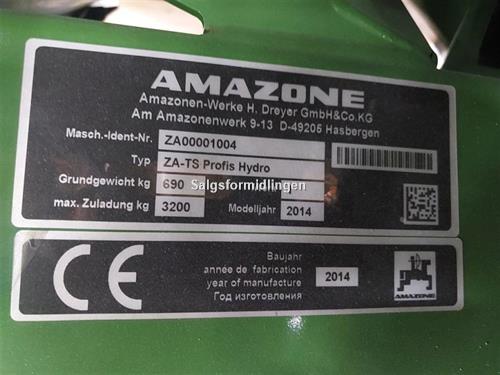 AMAZONE
Amazonen-Werke H. Dreyer GmbH&Co.KG
Am Amazonenwerk 9-13 D-49205 Hasbergen
Masch.-Ident-Nr. ZA00001004
Typ ZA-TS Profis Hydro
Grundgewicht kg 690
Salgsformidlingen
max. Zuladung kg 3200 Modelljahr 2014
CE
Baujahr
année de fabrication
year of manufacture
Год изготовления
2014
AMAZONE